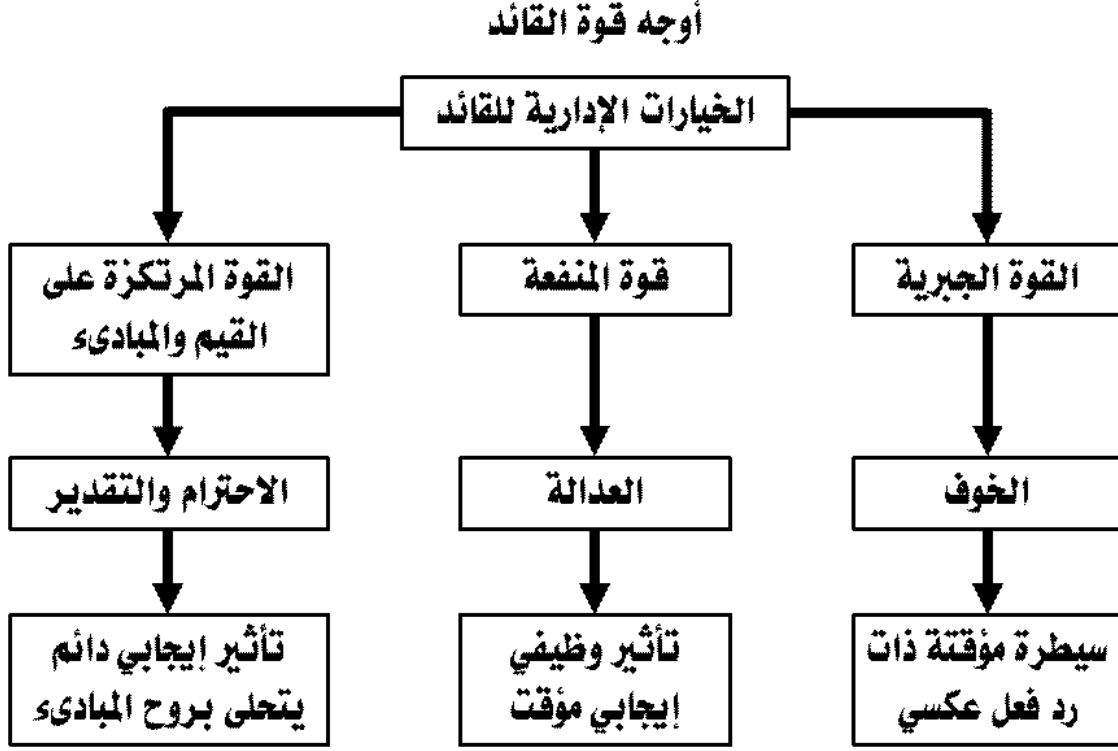 أوجه قوة القائد
الخيارات الإدارية للقائد
القوة الجبرية
قوة المنفعة
القوة المرتكزة على
القيم والمبادىء
الخوف
العدالة
الاحترام والتقدير
سيطرة مؤقتة ذات
رد فعل عكسي
تأثير وظيفي
إيجابي مؤقت
تأثير إيجابي دائم
يتحلى بروح المبادىء